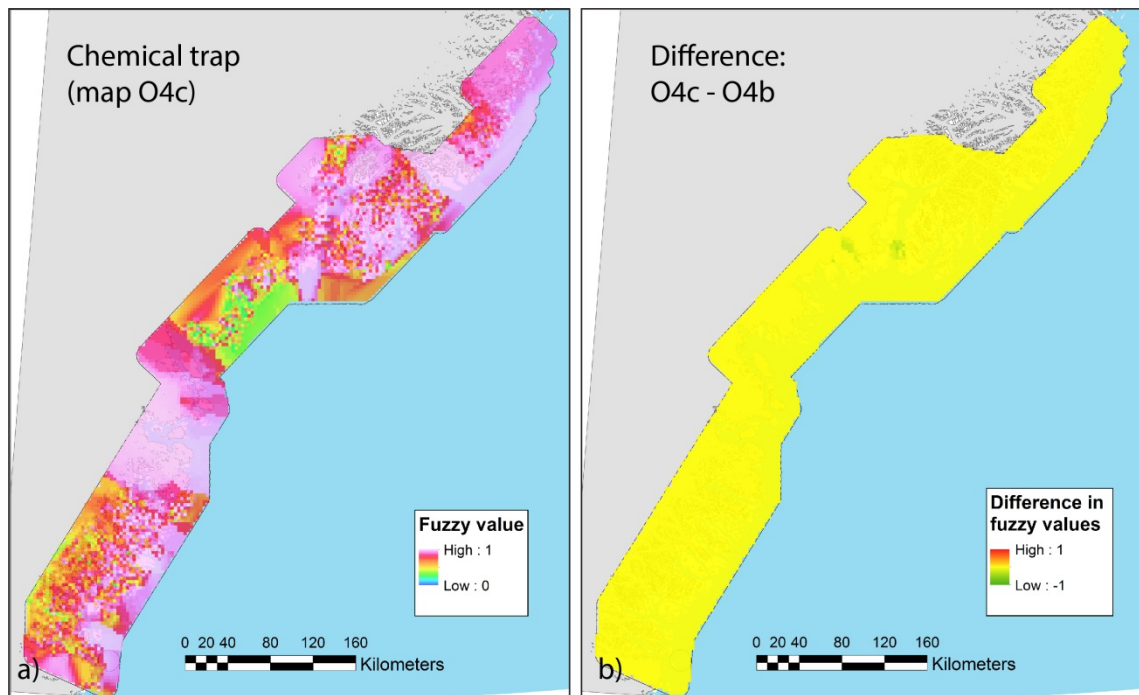 Chemical trap
(map O4c)
Fuzzy value
High : 1
Low : 0
0 20 40 80 120 160
Kilometers
a)
Difference:
O4c - O4b
Difference in
fuzzy values
High : 1
Low : -1
0 20 40 80 120 160
Kilometers
b)